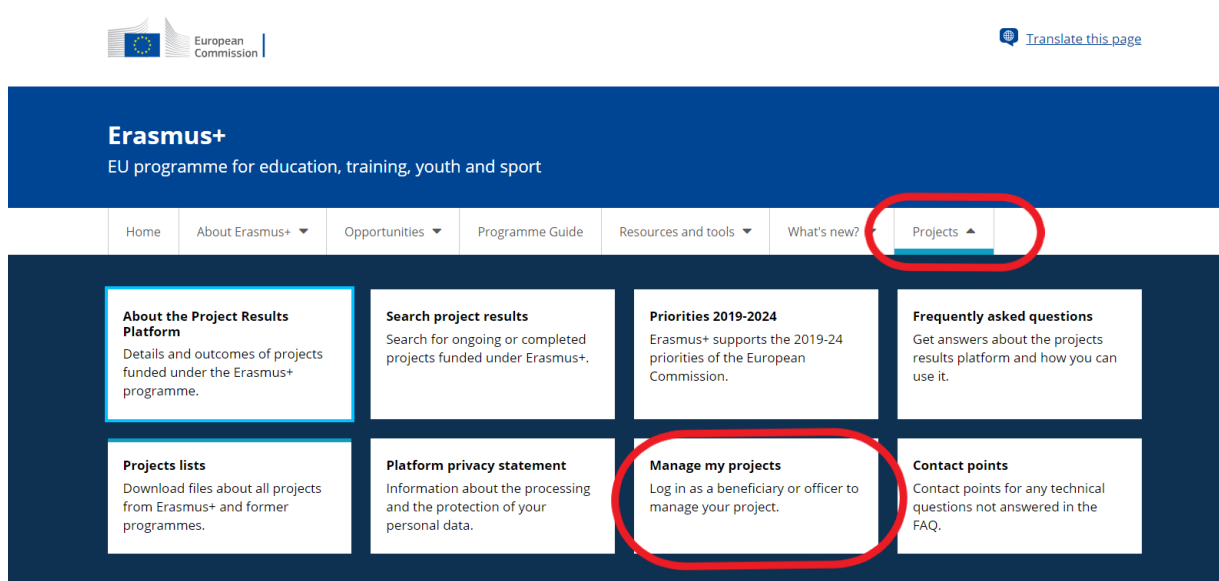 European
Commission
Translate this page
Erasmus+
EU programme for education, training, youth and sport
Home
About Erasmus+
Opportunities
Programme Guide
Resources and tools
What's new?
Projects
About the Project Results
Platform
Details and outcomes of projects
funded under the Erasmus+
programme.
Search project results
Search for ongoing or completed
projects funded under Erasmus+.
Priorities 2019-2024
Erasmus+ supports the 2019-24
priorities of the European
Commission.
Frequently asked questions
Get answers about the projects
results platform and how you can
use it.
Projects lists
Download files about all projects
from Erasmus+ and former
programmes.
Platform privacy statement
Information about the processing
and the protection of your
personal data.
Manage my projects
Log in as a beneficiary or officer to
manage your project.
Contact points
Contact points for any technical
questions not answered in the
FAQ.